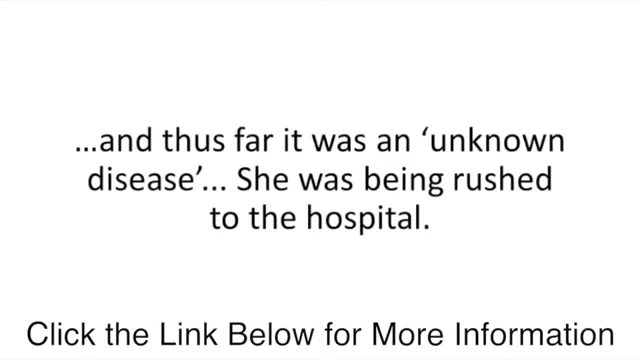 ...and thus far it was an ‘unknown
disease’... She was being rushed
to the hospital.
Click the Link Below for More Information